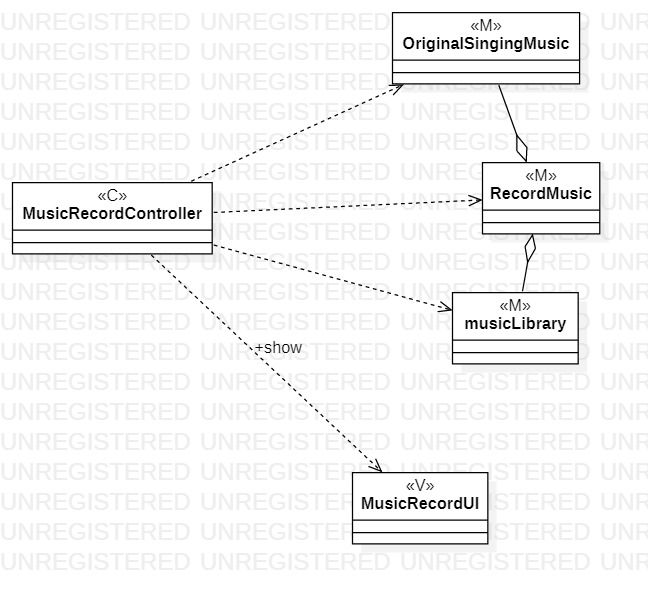 «M»
OriginalSingingMusic
«M»
RecordMusic
«C»
MusicRecordController
«M»
musicLibrary
+show
«V»
MusicRecordUI
UNREGISTERED UNREGISTERED UNREGISTERED UNR